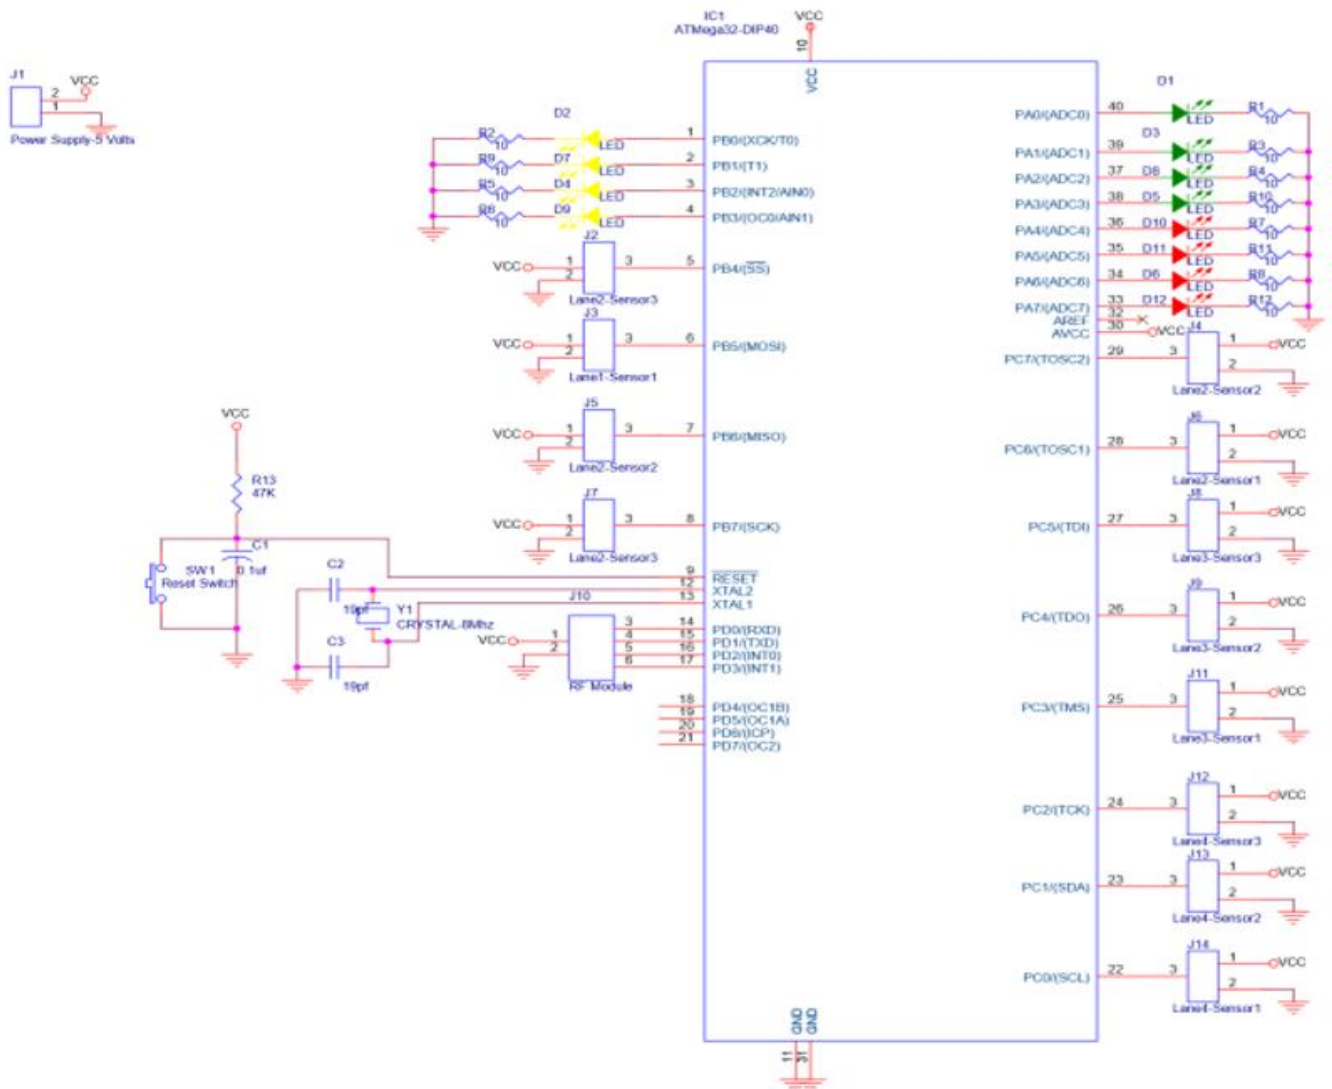 IC1
ATMega32-DIP40
VCC
10
VCC
J1
VCC
2
1
Power Supply-5 Volts
D2
R2
10
LED
1
PB0/(XCK/T0)
R9
10
D7
LED
2
PB1/(T1)
R5
10
D4
LED
3
PB2/(INT2/AIN0)
10
D9
LED
4
PB3/(OC0/AIN1)
J2
VCC
1
2
3
5
PB4/(SS)
Lane2-Sensor3
J3
VCC
1
2
3
6
PB5/(MOSI)
Lane1-Sensor1
J5
VCC
1
2
3
7
PB6/(MISO)
Lane2-Sensor2
J7
VCC
1
2
3
8
PB7/(SCK)
Lane2-Sensor3
VCC
R13
47K
C1
0.1uf
SW1
Reset Switch
9
RESET
12
XTAL2
13
XTAL1
C2
19pf
Y1
CRYSTAL-8Mhz
C3
19pf
J10
VCC
1
2
3
4
5
6
RF Module
14
PD0/(RXD)
15
PD1/(TXD)
16
PD2/(INT0)
17
PD3/(INT1)
18
PD4/(OC1B)
19
PD5/(OC1A)
20
PD6/(ICP)
21
PD7/(OC2)
D1
PA0/(ADC0)
40
LED
R1
10
PA1/(ADC1)
39
D3
LED
R3
10
PA2/(ADC2)
37
D8
LED
R4
10
PA3/(ADC3)
38
D5
LED
R10
10
PA4/(ADC4)
36
D10
LED
R7
10
PA5/(ADC5)
35
D11
LED
R11
10
PA6/(ADC6)
34
D6
LED
10
PA7/(ADC7)
33
D12
LED
R12
10
AREF
32
AVCC
30
VCC
J4
PC7/(TOSC2)
29
3
1
VCC
2
Lane2-Sensor2
J6
PC6/(TOSC1)
28
3
1
VCC
2
Lane2-Sensor1
J8
PC5/(TDI)
27
3
1
VCC
2
Lane3-Sensor3
J9
PC4/(TDO)
26
3
1
VCC
2
Lane3-Sensor2
J11
PC3/(TMS)
25
3
1
VCC
2
Lane3-Sensor1
J12
PC2/(TCK)
24
3
1
VCC
2
Lane4-Sensor3
J13
PC1/(SDA)
23
3
1
VCC
2
Lane4-Sensor2
J14
PC0/(SCL)
22
3
1
VCC
2
Lane4-Sensor1
GND
GND
11
31